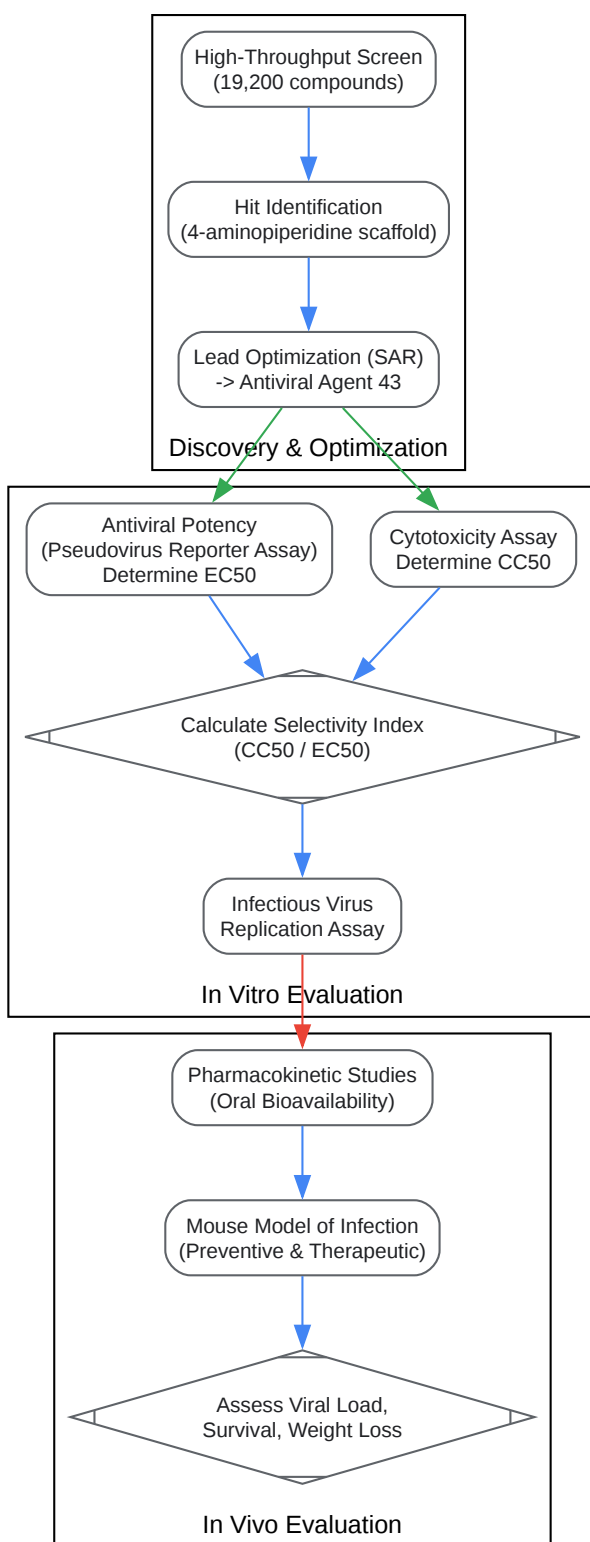 High-Throughput Screen
(19,200 compounds)
Hit Identification
(4-aminopiperidine scaffold)
Lead Optimization (SAR)
-> Antiviral Agent 43
Discovery & Optimization
Antiviral Potency
(Pseudovirus Reporter Assay)
Determine EC50
Cytotoxicity Assay
Determine CC50
Calculate Selectivity Index
(CC50 / EC50)
Infectious Virus
Replication Assay
In Vitro Evaluation
Pharmacokinetic Studies
(Oral Bioavailability)
Mouse Model of Infection
(Preventive & Therapeutic)
Assess Viral Load,
Survival, Weight Loss
In Vivo Evaluation